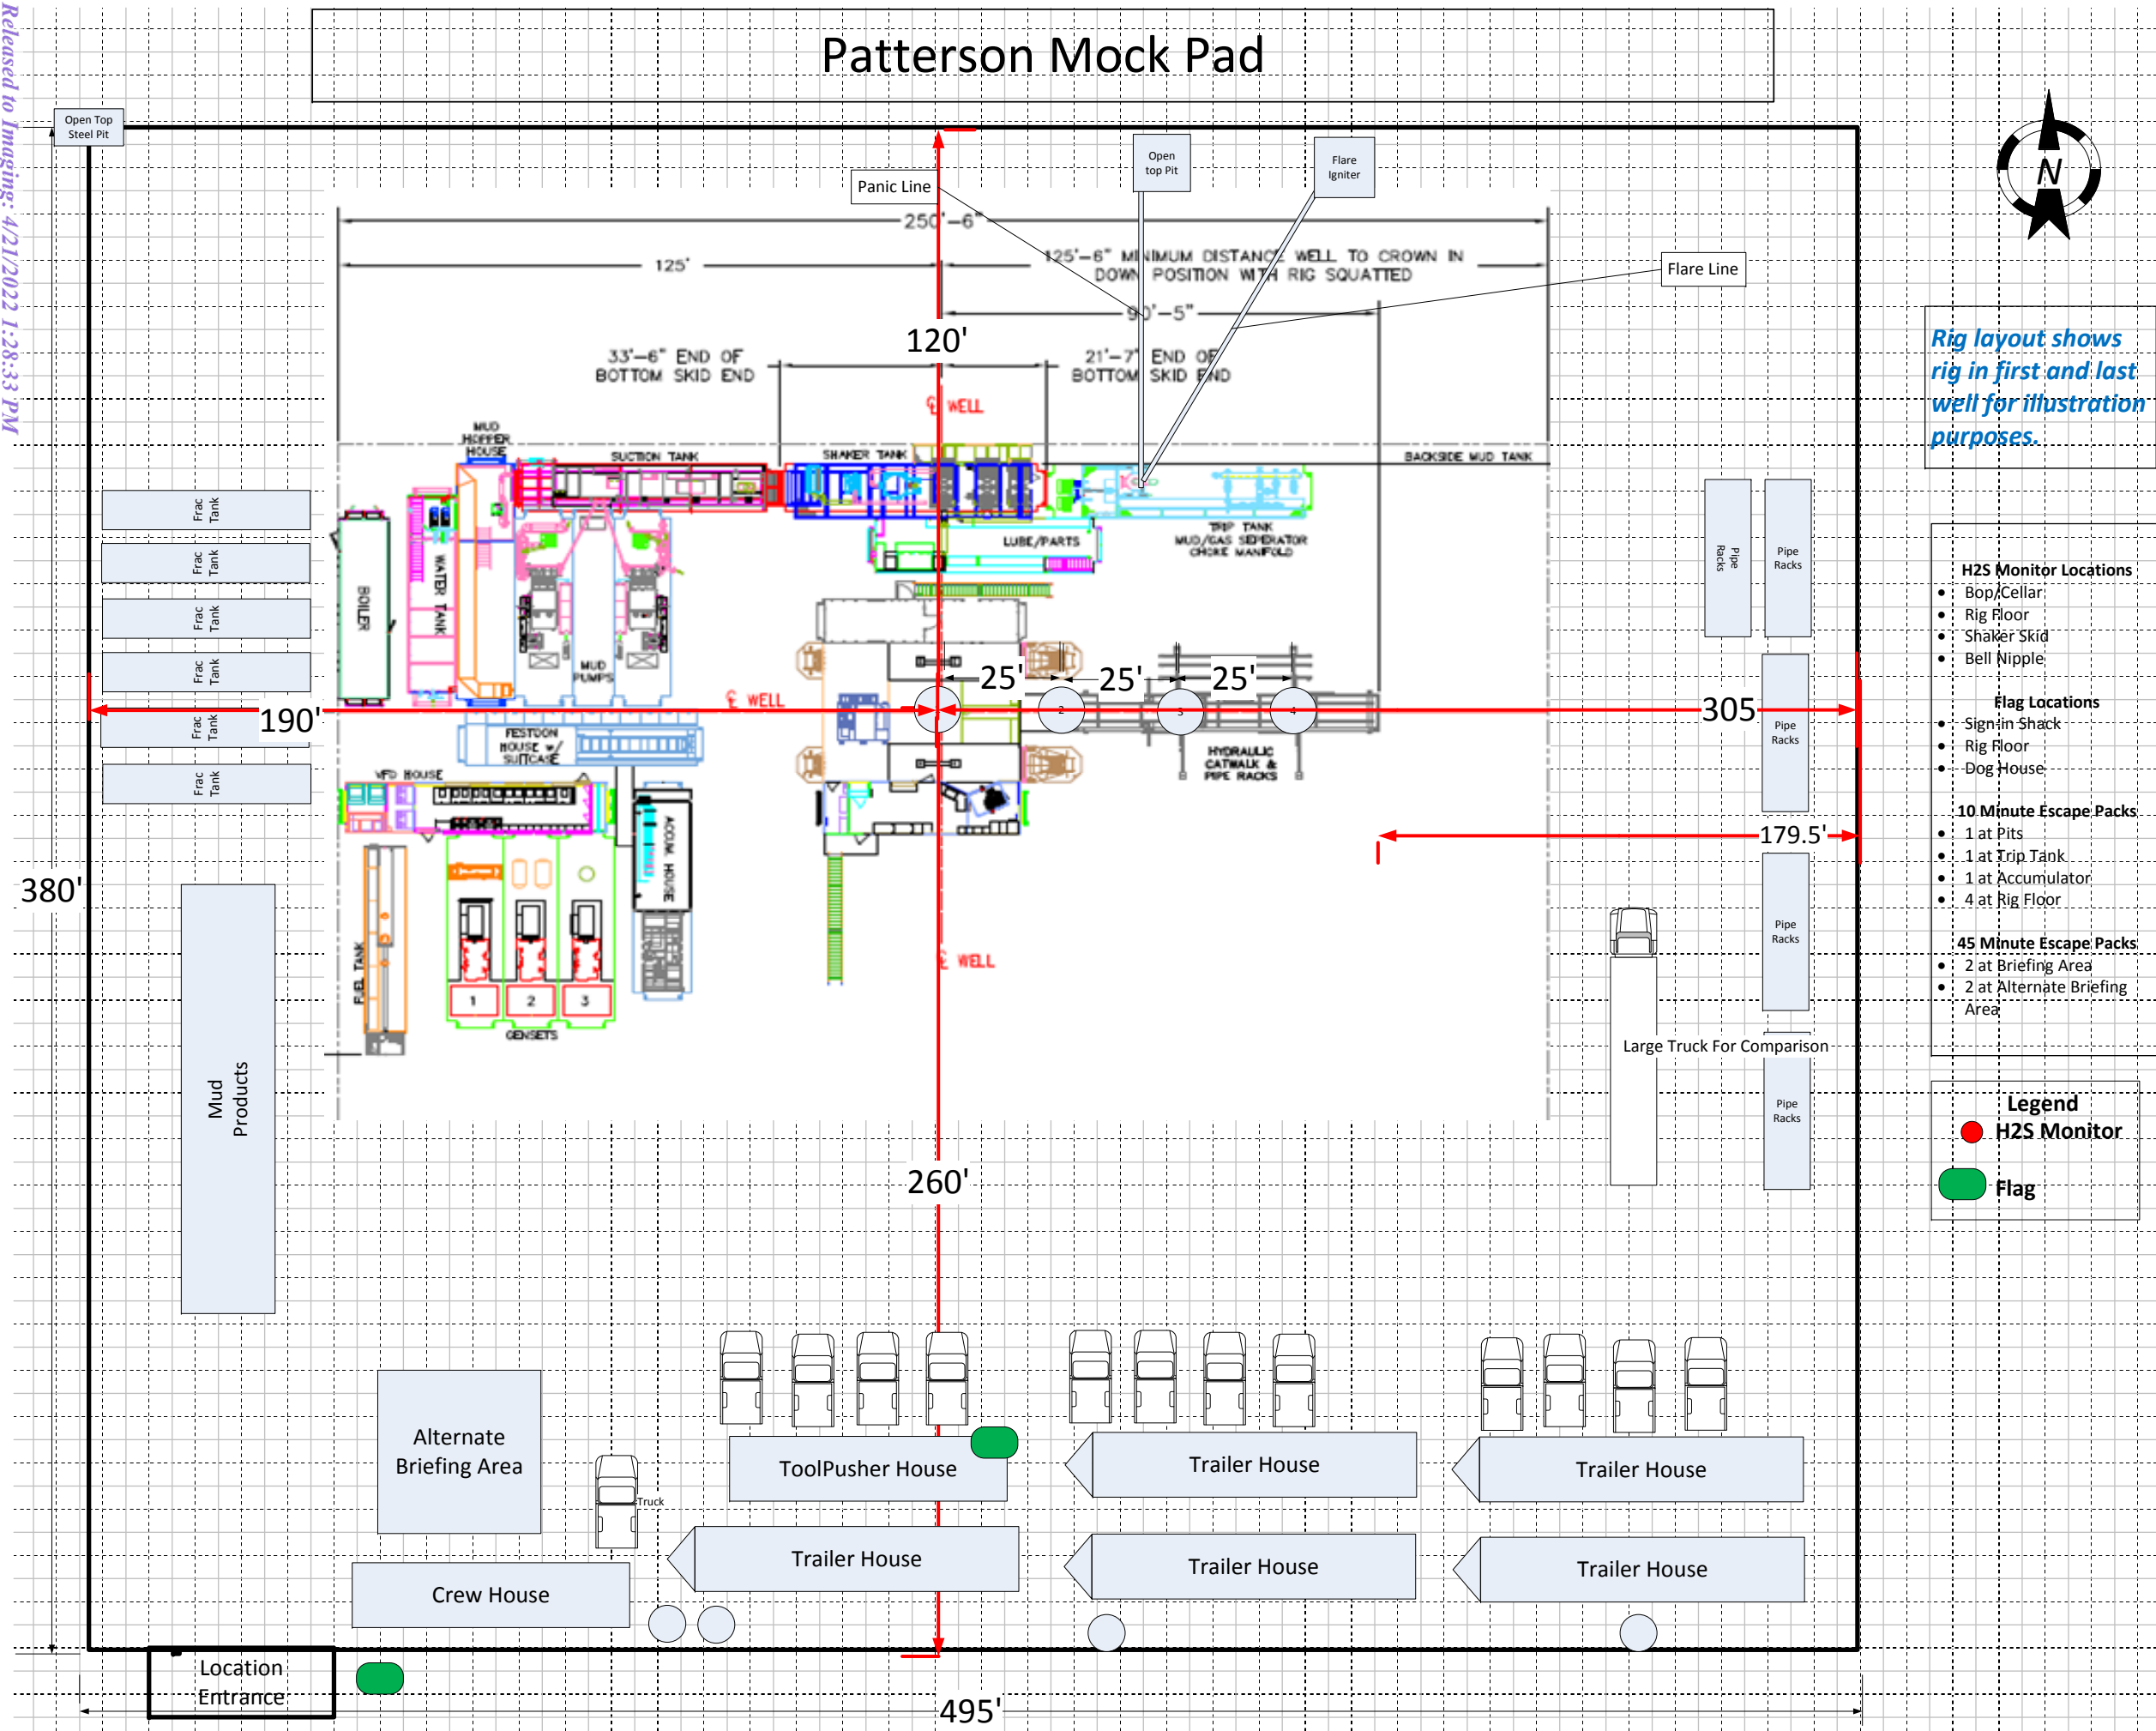 Released to Imaging: 4/21/2022 1:28:33 PM
Patterson Mock Pad
Open Top
Steel Pit
Open
top Pit
Flare
Igniter
N
Panic Line
250'-6"
125'
125'-6" MINIMUM DISTANCE WELL TO CROWN IN
DOWN POSITION WITH RIG SQUATTED
Flare Line
90'-5"
120'
33'-6" END OF
BOTTOM SKID END
21'-7" END OF
BOTTOM SKID END
Rig layout shows
rig in first and last
well for illustration
purposes.
℄ WELL
MUD
HOPPER
HOUSE
SUCTION TANK
SHAKER TANK
BACKSIDE MUD TANK
Frac
Tank
Frac
Tank
Frac
Tank
Frac
Tank
Frac
Tank
Frac
Tank
BOILER
WATER TANK
MUD
PUMPS
LUBE/PARTS
TRIP TANK
MUD/GAS SEPERATOR
CHOKE MANIFOLD
Pipe
Racks
Pipe
Racks
Pipe
Racks
Pipe
Racks
Pipe
Racks
H2S Monitor Locations
• Bop/Cellar
• Rig Floor
• Shaker Skid
• Bell Nipple
Flag Locations
• Sign-in Shack
• Rig Floor
• Dog House
10 Minute Escape Packs
• 1 at Pits
• 1 at Trip Tank
• 1 at Accumulator
• 4 at Rig Floor
45 Minute Escape Packs
• 2 at Briefing Area
• 2 at Alternate Briefing
Area
25'
25'
25'
℄ WELL
190'
2
3
4
305
FESTOON
HOUSE w/
SUITCASE
HYDRAULIC
CATWALK &
PIPE RACKS
VFD HOUSE
ACCUM. HOUSE
179.5'
380'
FUEL TANK
1
2
3
GENSETS
℄ WELL
Large Truck For Comparison
Mud
Products
Legend
H2S Monitor
Flag
260'
Alternate
Briefing Area
Truck
ToolPusher House
Trailer House
Trailer House
Trailer House
Trailer House
Trailer House
Crew House
Location
Entrance
495'